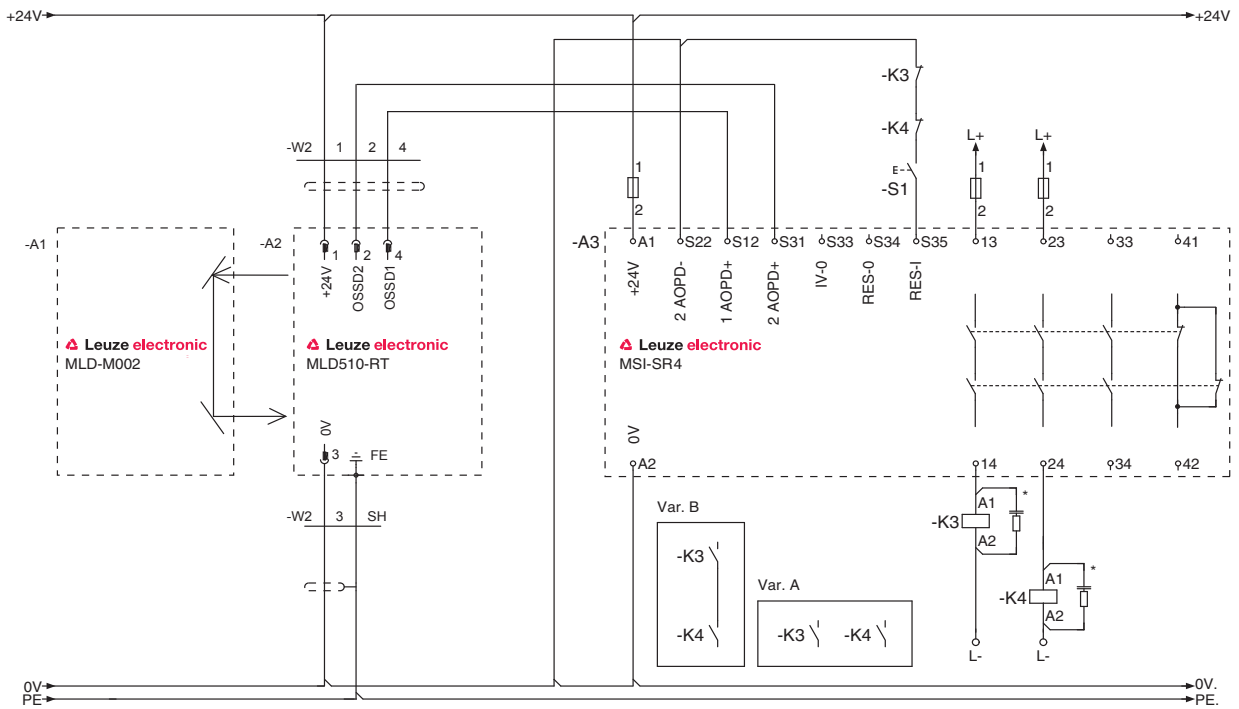 +24V +24V
-K3
-K4
L+ L+
-W2 1 2 4
E
-S1
1 1 1
2 2 2
-A1 -A2 1 2 4 -A3 A1 S22 S12 S31 S33 S34 S35 13 23 33 41
+24V OSSD2 OSSD1 +24V 2 AOPD- 1 AOPD+ 2 AOPD+ IV-0 RES-0 RES-I
Leuze electronic
MLD-M002
Leuze electronic
MLD510-RT
Leuze electronic
MSI-SR4
0V 0V
3 FE A2 14 24 34 42
-W2 3 SH
Var. B
-K3
-K4
Var. A
-K3 -K4
A1 *
-K3
A2
A1 *
-K4
A2
L- L-
0V 0V.
PE PE.